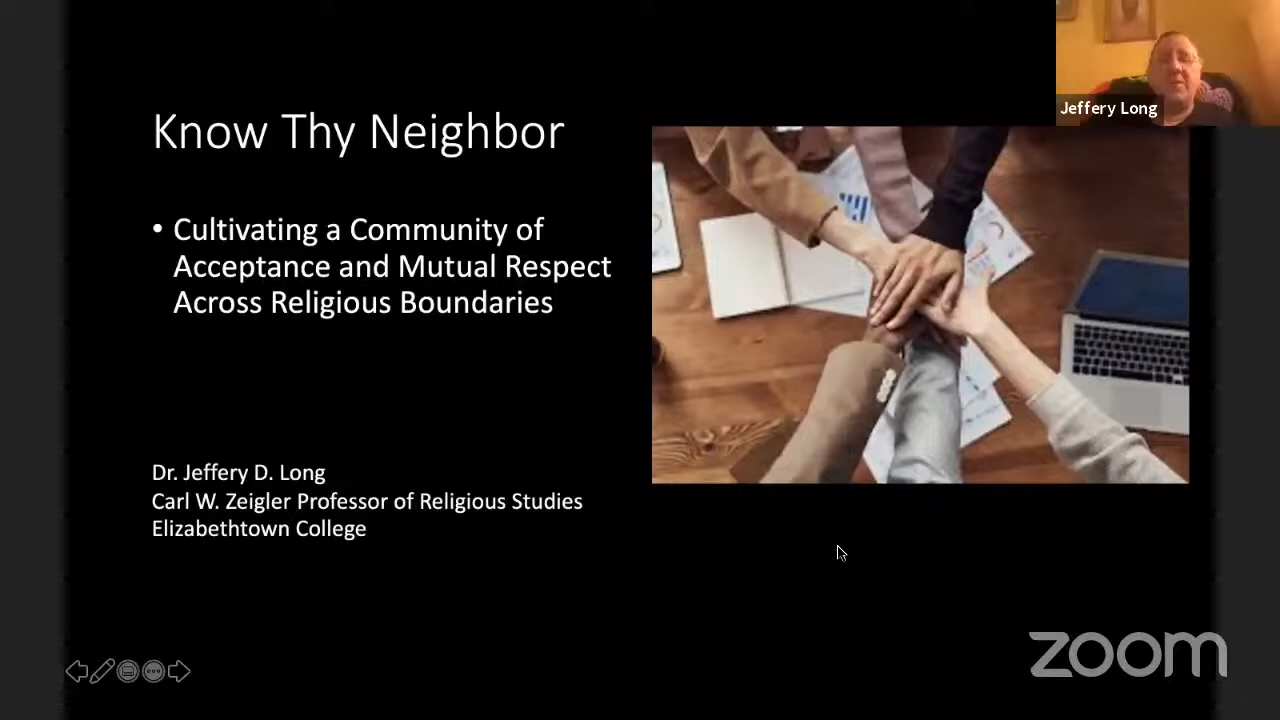 Know Thy Neighbor
• Cultivating a Community of
Acceptance and Mutual Respect
Across Religious Boundaries
Dr. Jeffery D. Long
Carl W. Zeigler Professor of Religious Studies
Elizabethtown College
Jeffery Long
zoom